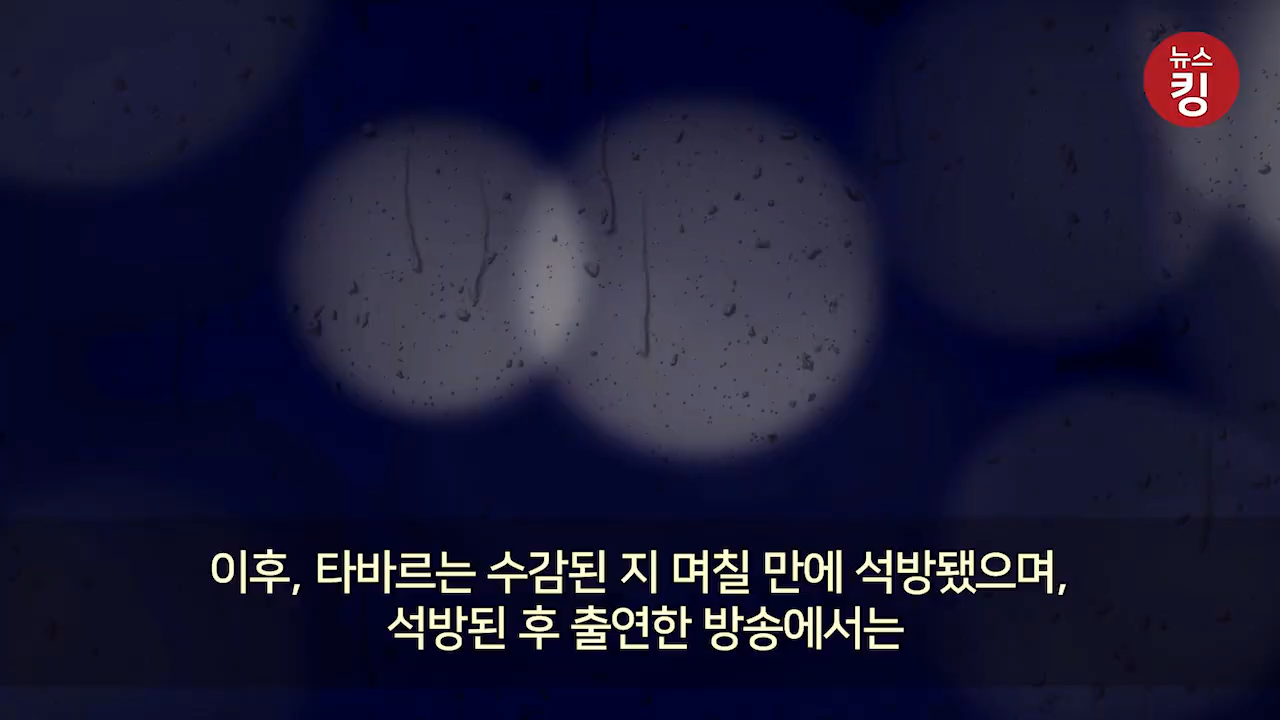 뉴스
킹
이후, 타바르는 수감된 지 며칠 만에 석방됐으며,
석방된 후 출연한 방송에서는